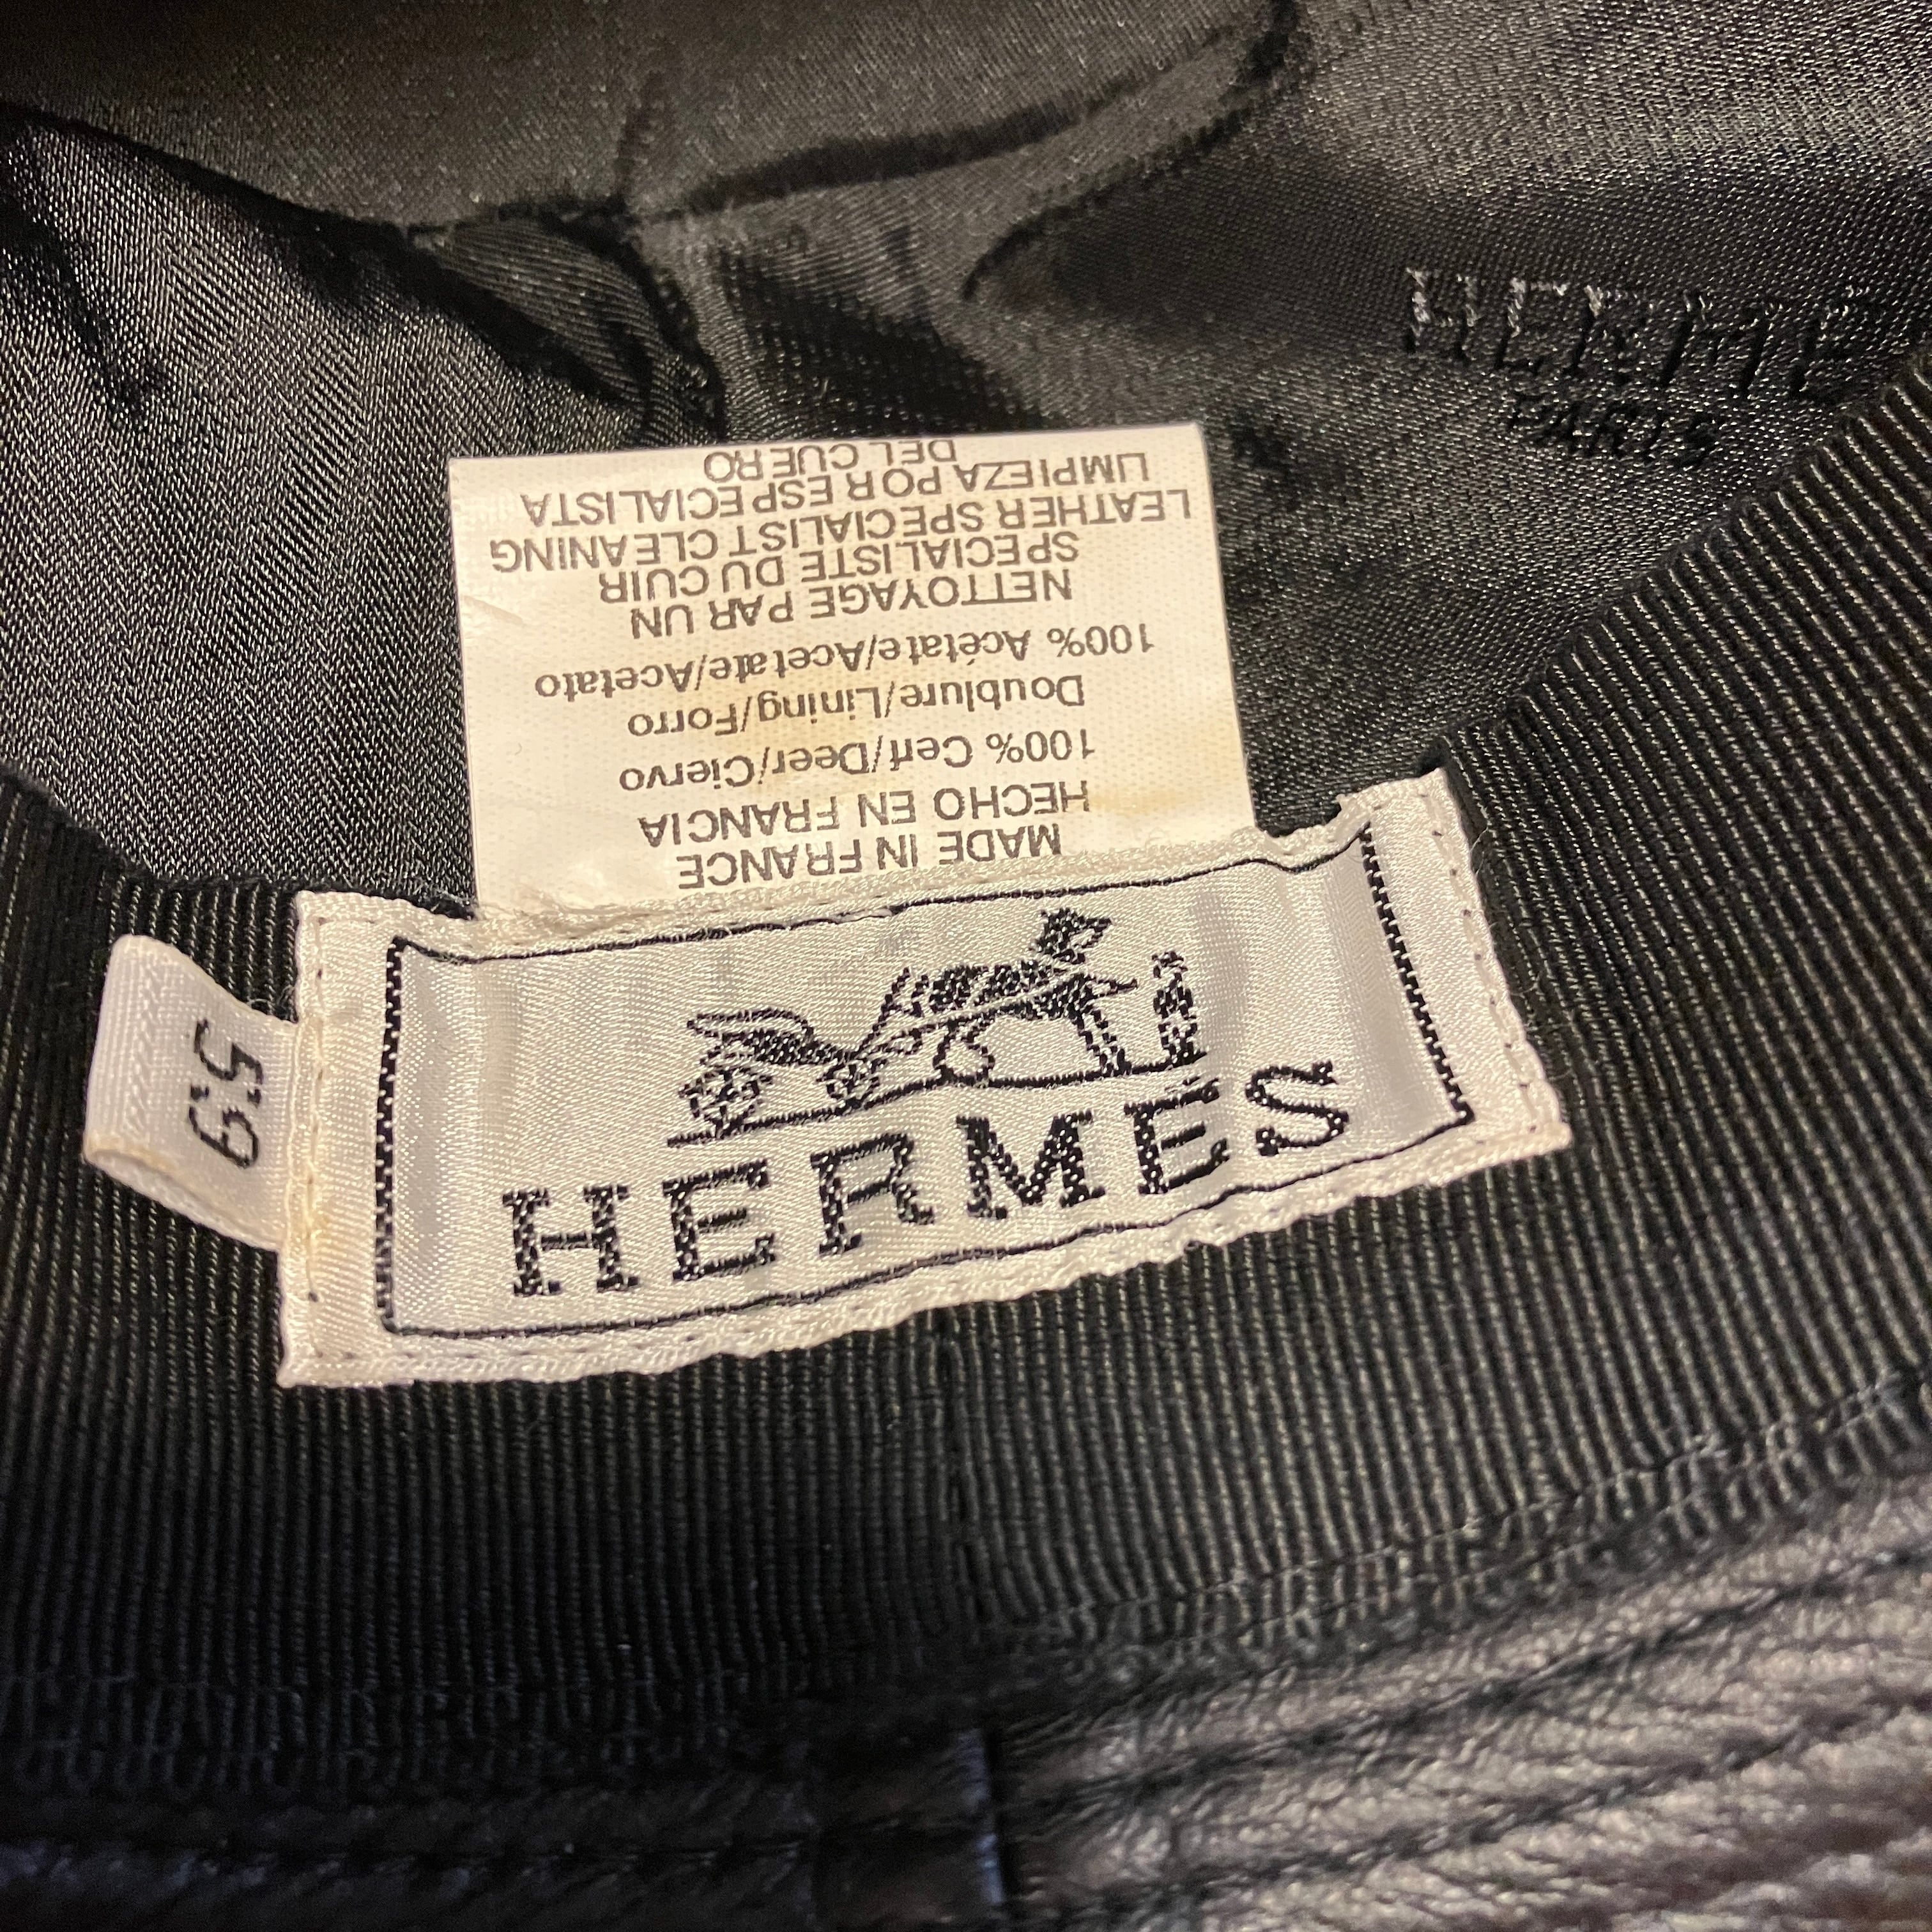 HERMÈS
PARIS
MADE IN FRANCE
HECHO EN FRANCIA
100% Cerf/Deer/Ciervo
Doublure/Lining/Forro
100% Acétate/Acetate/Acetato
NETTOYAGE PAR UN
SPECIALISTE DU CUIR
LEATHER SPECIALIST CLEANING
LIMPIEZA POR ESPECIALISTA
DEL CUERO
59
HERMÈS